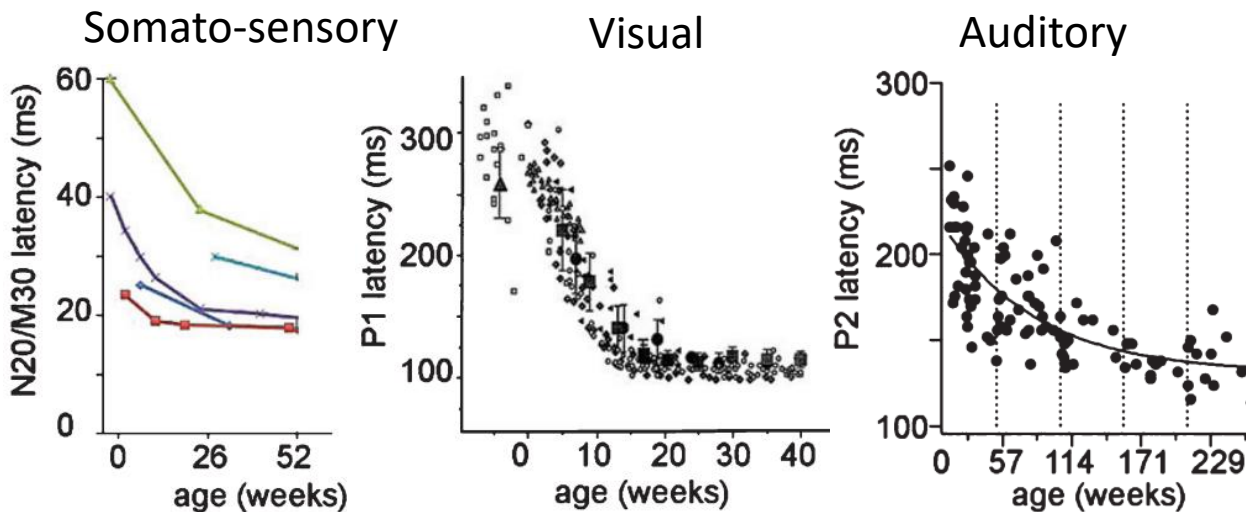 Somato-sensory
Visual
Auditory
N20/M30 latency (ms)
60
40
20
0
0 26 52
age (weeks)
P1 latency (ms)
300
200
100
0 10 20 30 40
age (weeks)
P2 latency (ms)
300
200
100
0 57 114 171 229
age (weeks)